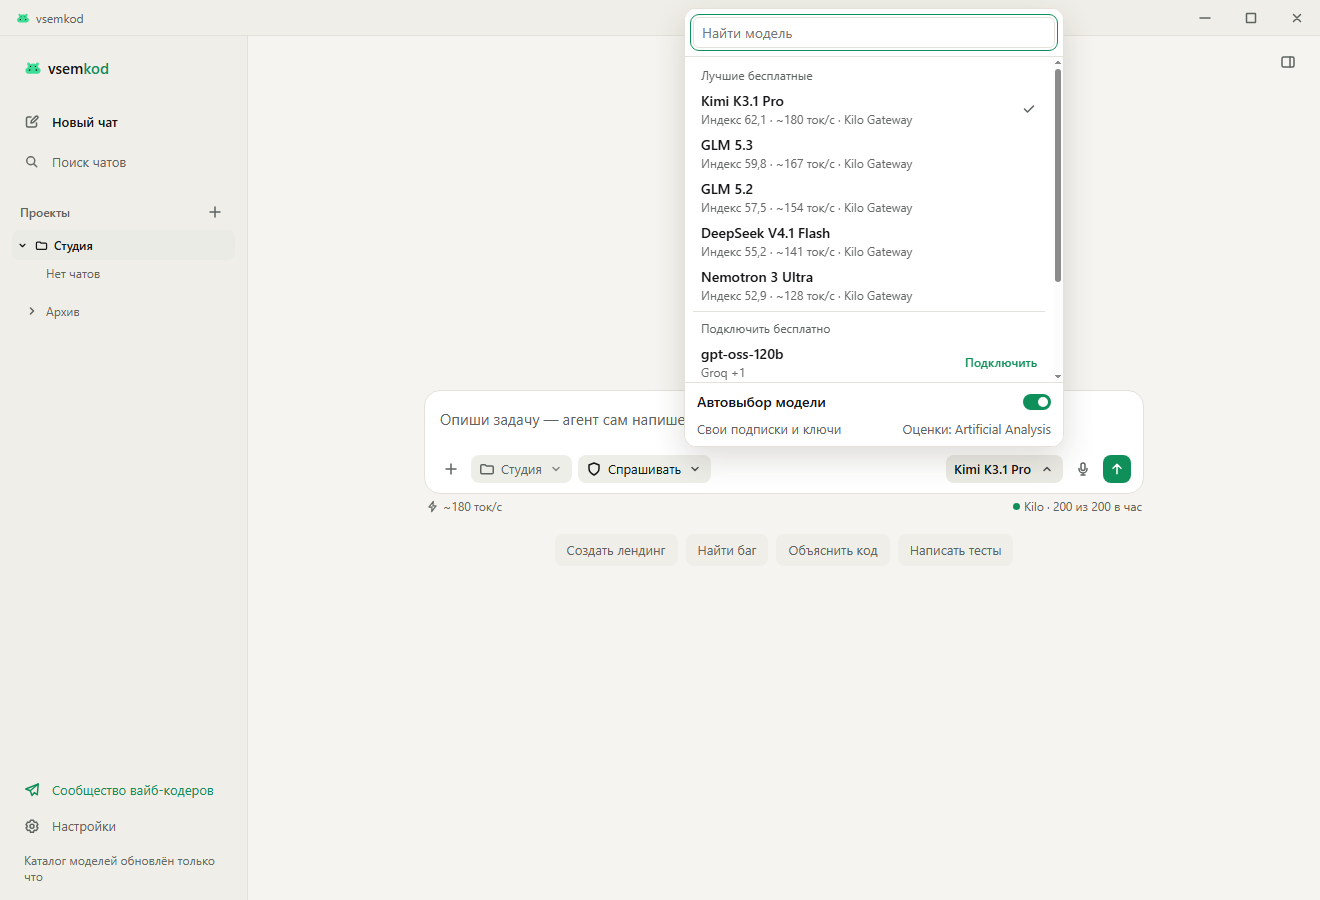 vsemkod
vsemkod
Новый чат
Поиск чатов
Проекты
Студия
Нет чатов
Архив
Сообщество вайб-кодеров
Настройки
Каталог моделей обновлён только
что
Найти модель
Лучшие бесплатные
Kimi K3.1 Pro
Индекс 62,1 · ~180 ток/с · Kilo Gateway
GLM 5.3
Индекс 59,8 · ~167 ток/с · Kilo Gateway
GLM 5.2
Индекс 57,5 · ~154 ток/с · Kilo Gateway
DeepSeek V4.1 Flash
Индекс 55,2 · ~141 ток/с · Kilo Gateway
Nemotron 3 Ultra
Индекс 52,9 · ~128 ток/с · Kilo Gateway
Подключить бесплатно
gpt-oss-120b
Groq +1
Подключить
Автовыбор модели
Свои подписки и ключи
Оценки: Artificial Analysis
Опиши задачу — агент сам напише
Студия
Спрашивать
Kimi K3.1 Pro
~180 ток/с
Kilo · 200 из 200 в час
Создать лендинг
Найти баг
Объяснить код
Написать тесты